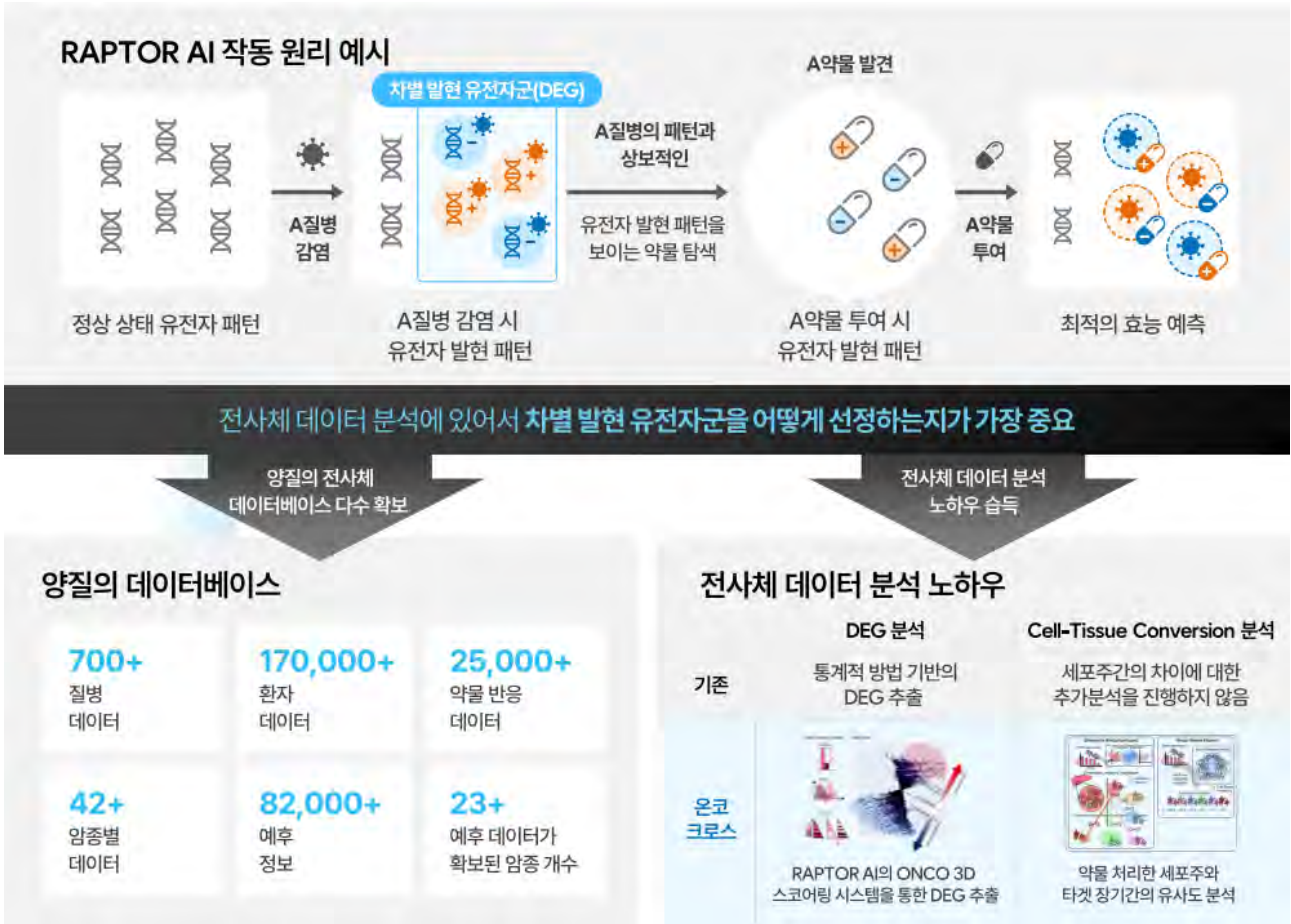 RAPTOR AI 작동 원리 예시
차별 발현 유전자군(DEG)
A질병
감염
A질병의 패턴과
상보적인
유전자 발현 패턴을
보이는 약물 탐색
A약물 발견
A약물
투여
정상 상태 유전자 패턴
A질병 감염 시
유전자 발현 패턴
A약물 투여 시
유전자 발현 패턴
최적의 효능 예측
전사체 데이터 분석에 있어서 차별 발현 유전자군을 어떻게 선정하는지가 가장 중요
양질의 전사체
데이터베이스 다수 확보
전사체 데이터 분석
노하우 습득
양질의 데이터베이스
700+
질병
데이터
170,000+
환자
데이터
25,000+
약물 반응
데이터
42+
암종별
데이터
82,000+
예후
정보
23+
예후 데이터가
확보된 암종 개수
전사체 데이터 분석 노하우
DEG 분석
Cell-Tissue Conversion 분석
기존
통계적 방법 기반의
DEG 추출
세포주간의 차이에 대한
추가분석을 진행하지 않음
온코
크로스
RAPTOR AI의 ONCO 3D
스코어링 시스템을 통한 DEG 추출
약물 처리한 세포주와
타겟 장기간의 유사도 분석